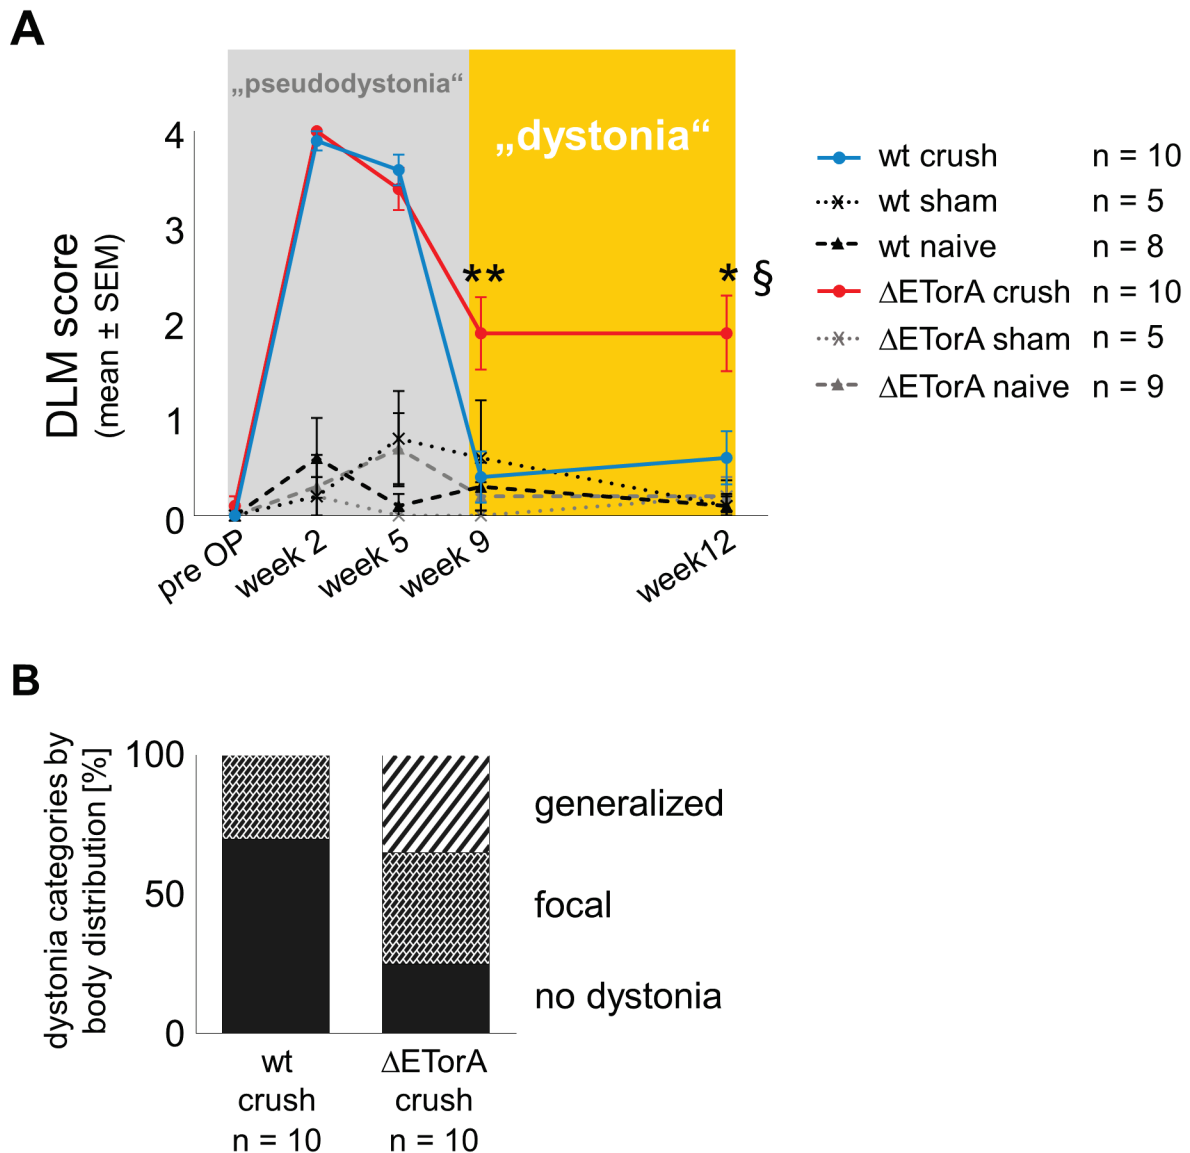 A
„pseudodystonia“
„dystonia“
4
3
2
1
0
DLM score
(mean ± SEM)
** * §
pre OP
week 2
week 5
week 9
week12
wt crush n = 10
wt sham n = 5
wt naive n = 8
ΔETorA crush n = 10
ΔETorA sham n = 5
ΔETorA naive n = 9
B
dystonia categories by
body distribution [%]
100
50
0
generalized
focal
no dystonia
wt
crush
n = 10
ΔETorA
crush
n = 10